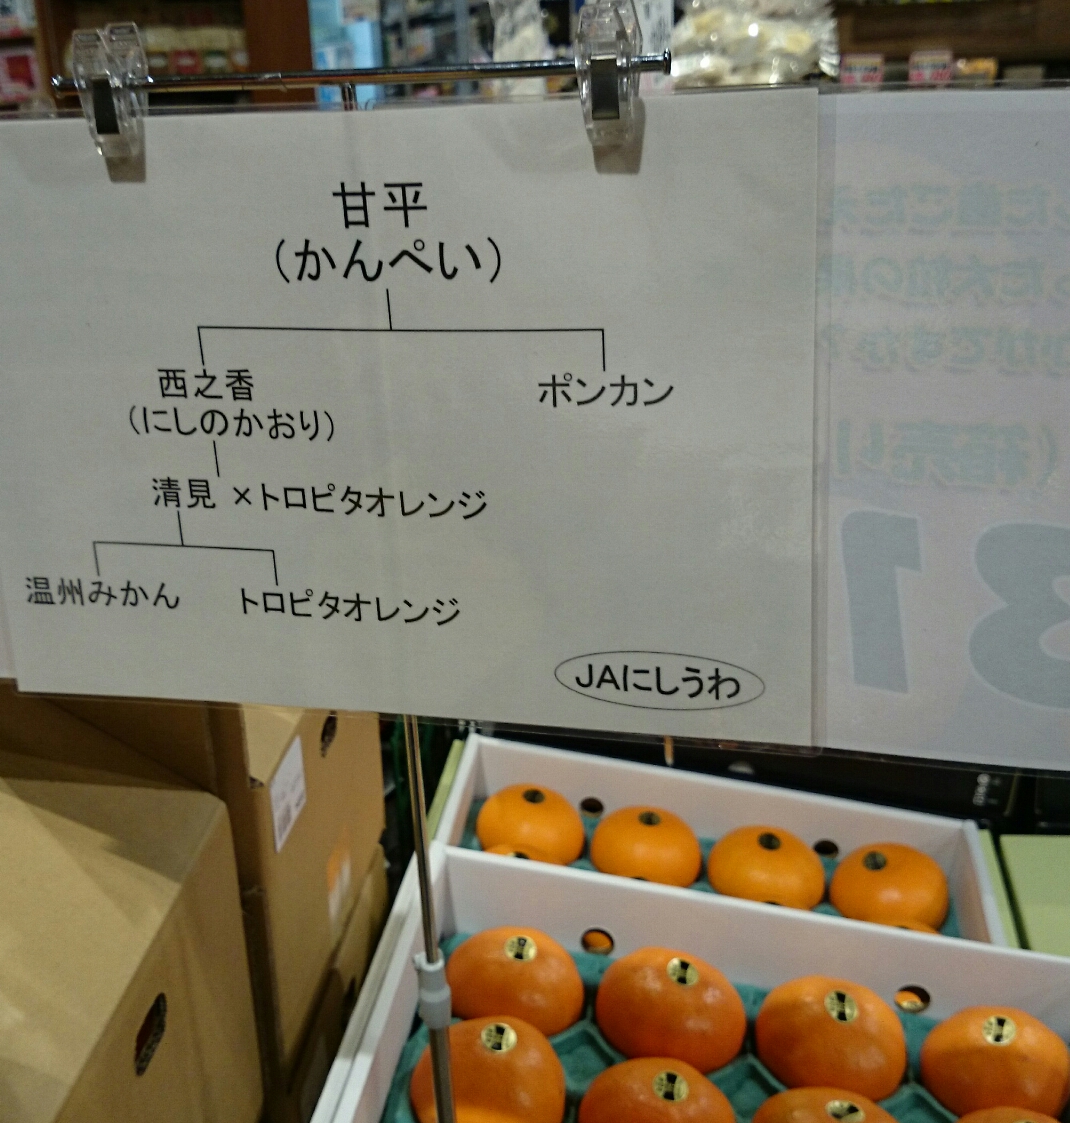 甘平
(かんぺい)
西之香
(にしのかおり)
ポンカン
清見 ×トロピタオレンジ
温州みかん
トロピタオレンジ
JAにしうわ